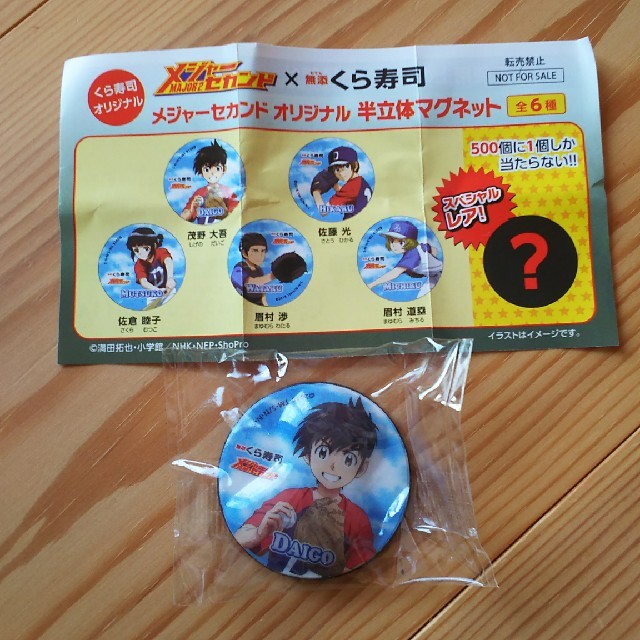 くら寿司
オリジナル
メジャー
セカンド
MAJOR2
×
無添
くら寿司
転売禁止
NOT FOR SALE
メジャーセカンド オリジナル 半立体マグネット
全6種
500個に1個しか
当たらない!!
スペシャル
レア!
?
DAIGO
茂野 大吾
しげの だいご
佐藤 光
さとう ひかる
MUTSUKO
佐倉 睦子
さくら むつこ
WATARU
眉村 渉
まゆむら わたる
MICHIRU
眉村 道塁
まゆむら みちる
©満田拓也・小学館/NHK・NEP・ShoPro
イラストはイメージです。
無添 くら寿司
DAIGO